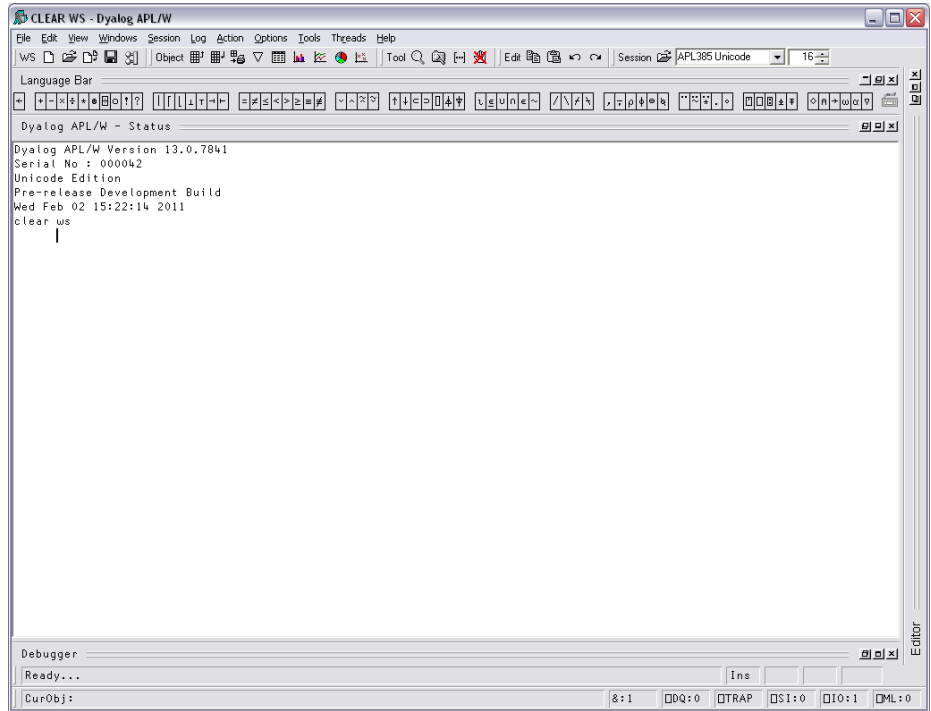 CLEAR WS - Dyalog APL/W
File Edit View Windows Session Log Action Options Tools Threads Help
WS Object Tool Edit Session APL385 Unicode 16
Language Bar
← + - × ÷ * ⍟ ⌹ ○ ! ? | ⌈ ⌊ ⊥ ⊤ ⊣ ⊢ = ≠ ≤ < > ≥ ≡ ≢ ∨ ∧ ⍲ ⍱ ↑ ↓ ⊂ ⊃ ⌷ ⍋ ⍒ ⍳ ⍷ ∪ ∩ ∊ ~ / \ ⌿ ⍀ , ⍪ ⍴ ⌽ ⊖ ⍉ ¨ ⍨ ⍣ . ∘ ⍞ ⎕ ⍠ ⍎ ⍕ ⋄ ⍝ → ⍵ ⍺ ∇
Dyalog APL/W - Status
Dyalog APL/W Version 13.0.7841
Serial No : 000042
Unicode Edition
Pre-release Development Build
Wed Feb 02 15:22:14 2011
clear ws
Editor
Debugger
Ready...
Ins
CurObj:
&:1 ⎕DQ:0 ⎕TRAP ⎕SI:0 ⎕IO:1 ⎕ML:0